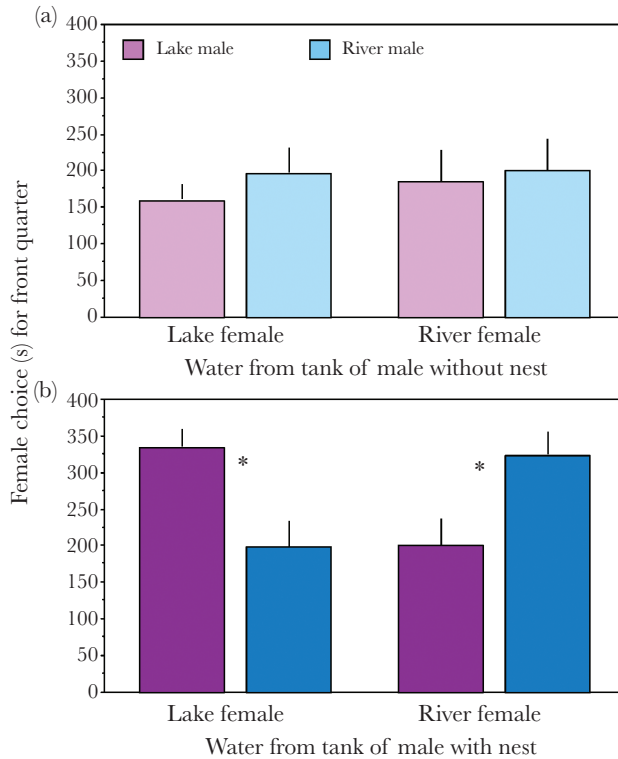 (a)
400
350
300
250
200
150
100
50
0
Lake male
River male
Lake female
River female
Water from tank of male without nest
Female choice (s) for front quarter
(b)
400
350
300
250
200
150
100
50
0
*
*
Lake female
River female
Water from tank of male with nest